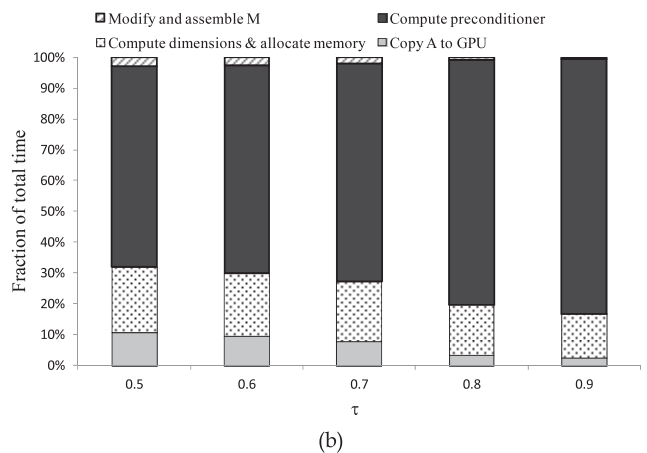 Modify and assemble M Compute preconditioner
Compute dimensions & allocate memory Copy A to GPU
100%
90%
80%
70%
60%
50%
40%
30%
20%
10%
0%
Fraction of total time
0.5 0.6 0.7 0.8 0.9
τ
(b)